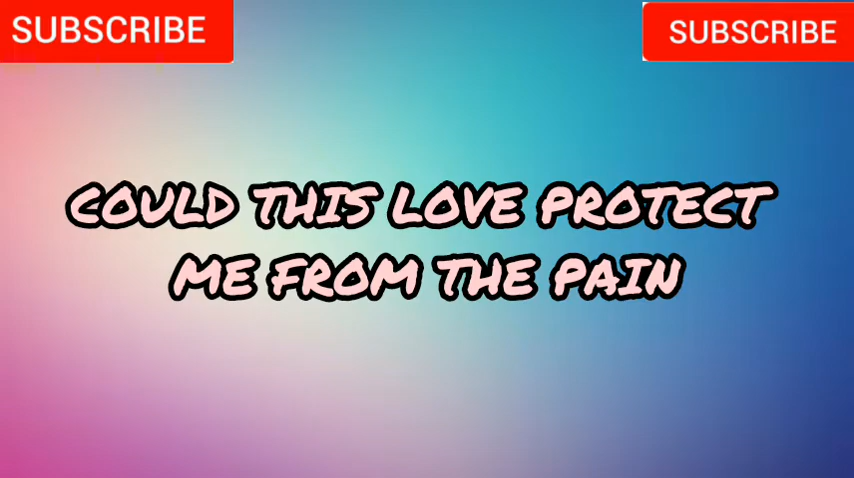 SUBSCRIBE
SUBSCRIBE
COULD THIS LOVE PROTECT
ME FROM THE PAIN